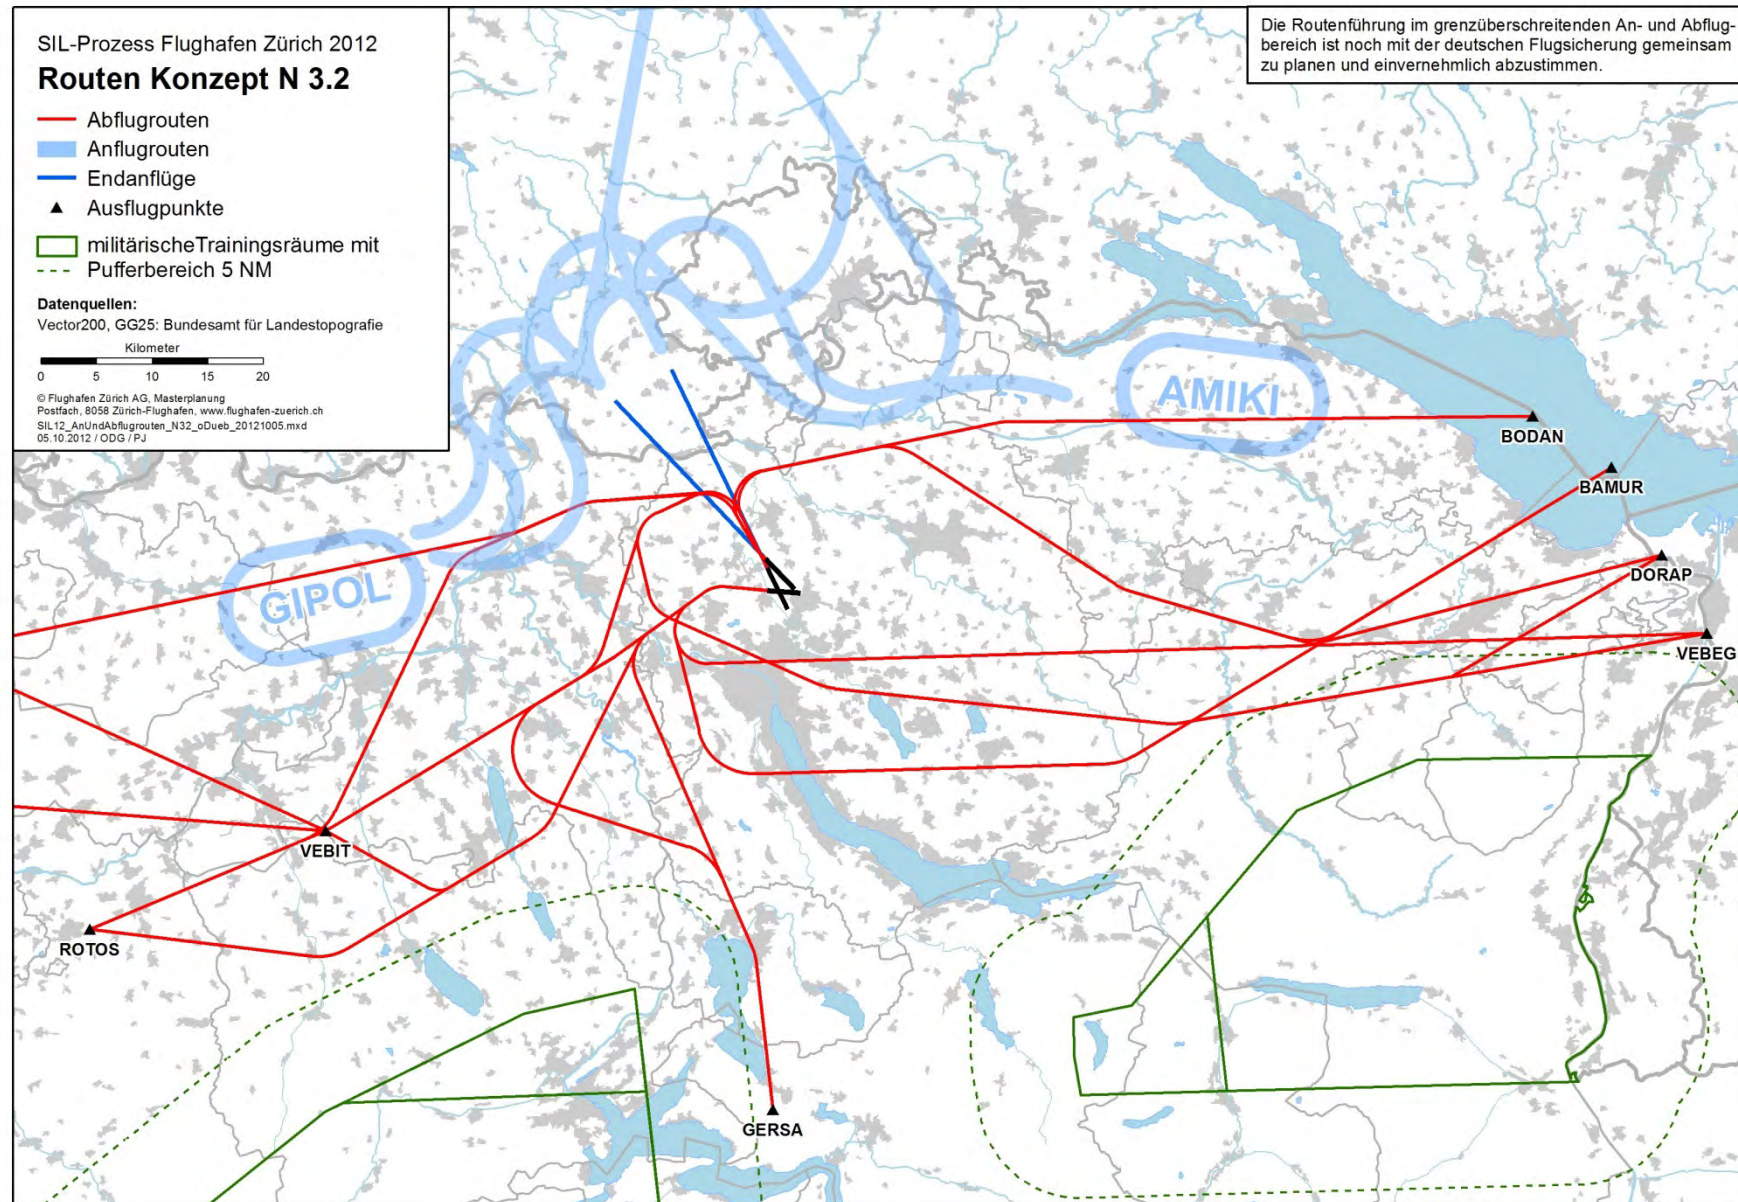 SIL-Prozess Flughafen Zürich 2012
Routen Konzept N 3.2
Abflugrouten
Anflugrouten
Endanflüge
Ausflugpunkte
militärischeTrainingsräume mit
Pufferbereich 5 NM
Datenquellen:
Vector200, GG25: Bundesamt für Landestopografie
Kilometer
0 5 10 15 20
© Flughafen Zürich AG, Masterplanung
Postfach, 8058 Zürich-Flughafen, www.flughafen-zuerich.ch
SIL12_AnUndAbflugrouten_N32_oDueb_20121005.mxd
05.10.2012 / ODG / PJ
Die Routenführung im grenzüberschreitenden An- und Abflug-
bereich ist noch mit der deutschen Flugsicherung gemeinsam
zu planen und einvernehmlich abzustimmen.
AMIKI
BODAN
BAMUR
DORAP
GIPOL
VEBEG
VEBIT
ROTOS
GERSA